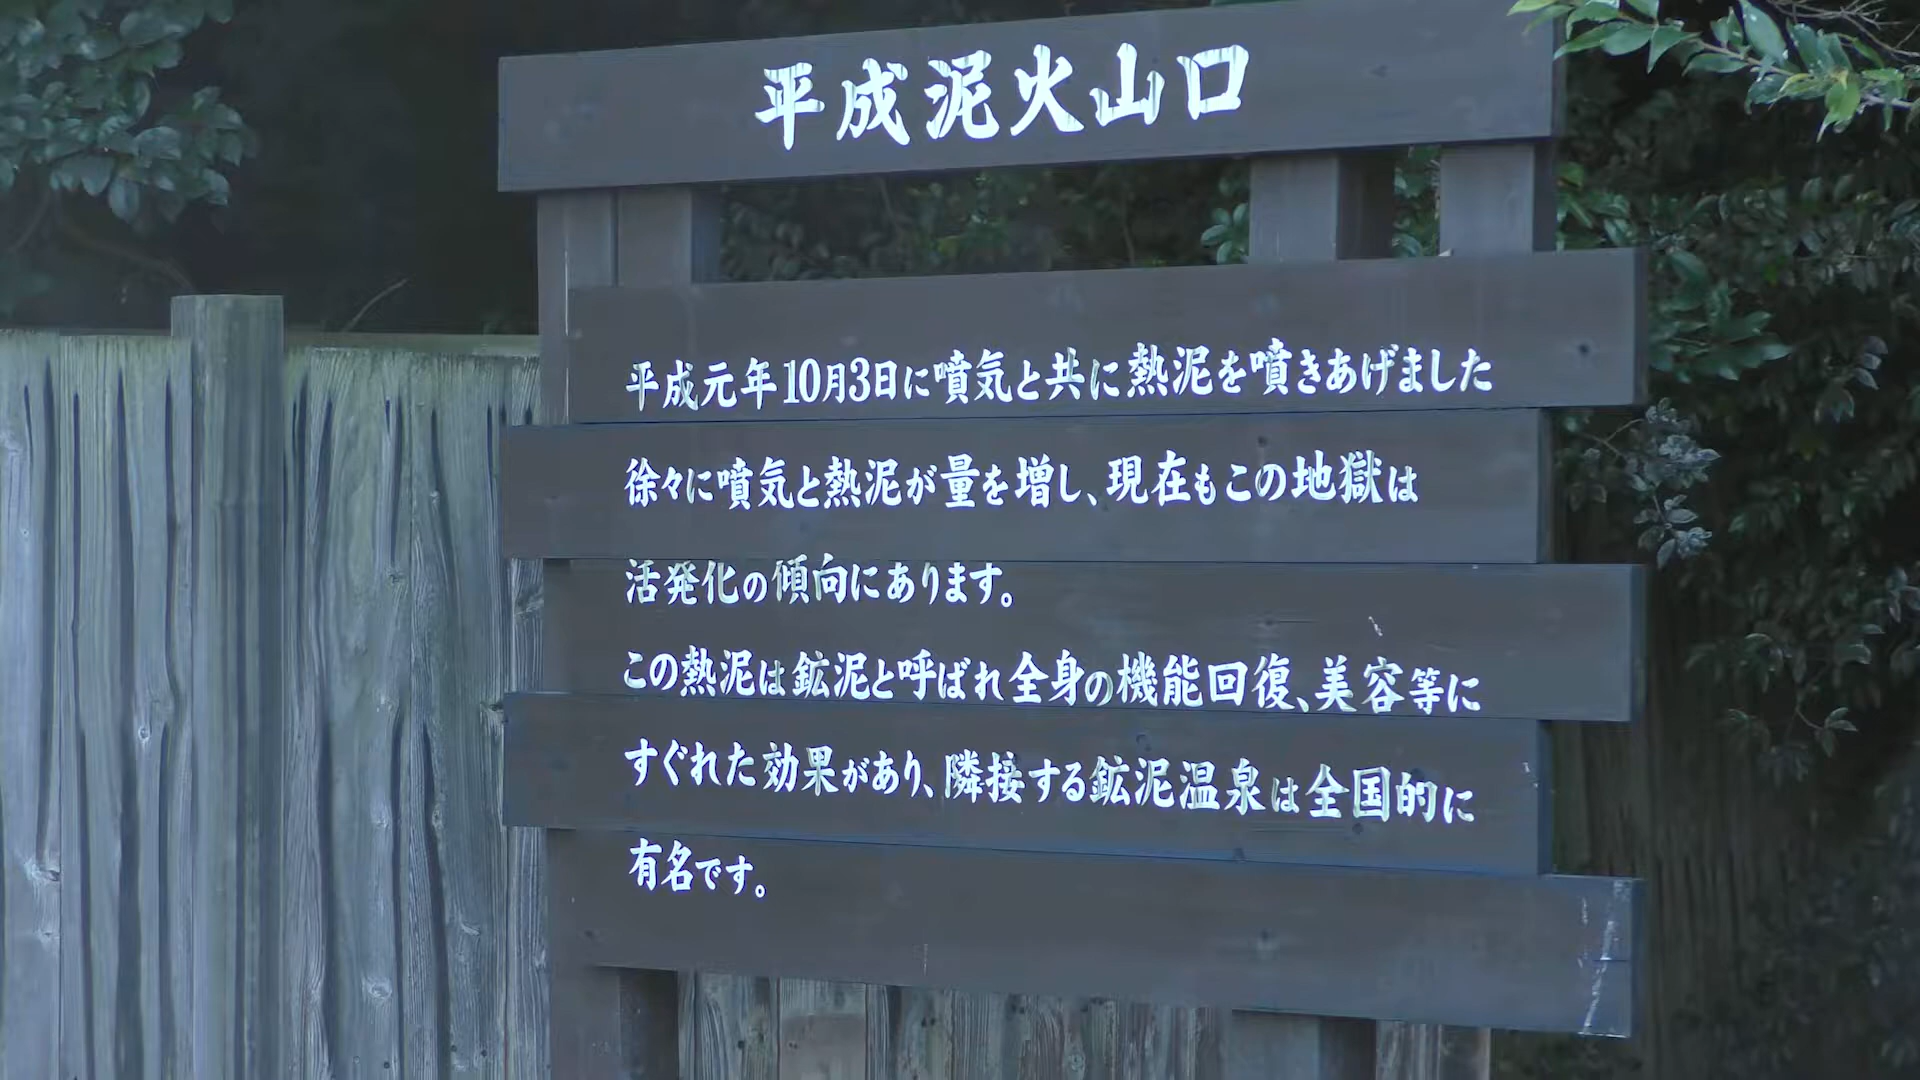 平成泥火山口
平成元年10月3日に噴気と共に熱泥を噴きあげました
徐々に噴気と熱泥が量を増し、現在もこの地獄は
活発化の傾向にあります。
この熱泥は鉱泥と呼ばれ全身の機能回復、美容等に
すぐれた効果があり、隣接する鉱泥温泉は全国的に
有名です。